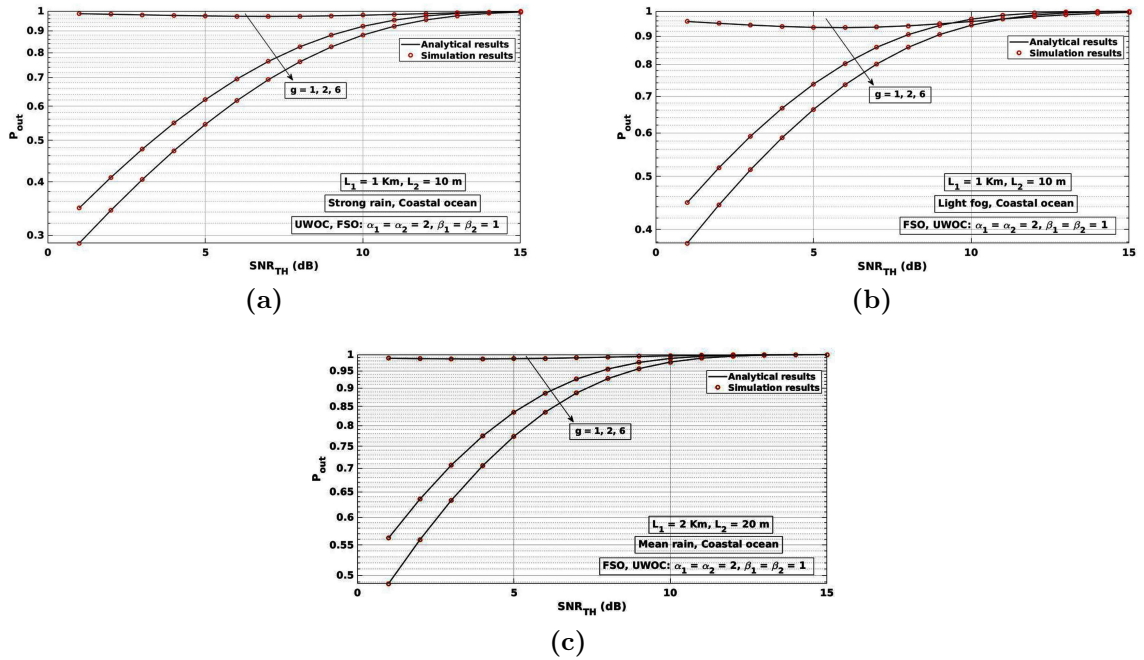 1
0.9
0.8
0.7
0.6
0.5
0.4
0.3
P_out
Analytical results
Simulation results
g = 1, 2, 6
L_1 = 1 Km, L_2 = 10 m
Strong rain, Coastal ocean
UWOC, FSO: α_1 = α_2 = 2, β_1 = β_2 = 1
0 5 10 15
SNR_TH (dB)
(a)
1
0.9
0.8
0.7
0.6
0.5
0.4
P_out
Analytical results
Simulation results
g = 1, 2, 6
L_1 = 1 Km, L_2 = 10 m
Light fog, Coastal ocean
FSO, UWOC: α_1 = α_2 = 2, β_1 = β_2 = 1
0 5 10 15
SNR_TH (dB)
(b)
1
0.95
0.9
0.85
0.8
0.75
0.7
0.65
0.6
0.55
0.5
P_out
Analytical results
Simulation results
g = 1, 2, 6
L_1 = 2 Km, L_2 = 20 m
Mean rain, Coastal ocean
FSO, UWOC: α_1 = α_2 = 2, β_1 = β_2 = 1
0 5 10 15
SNR_TH (dB)
(c)